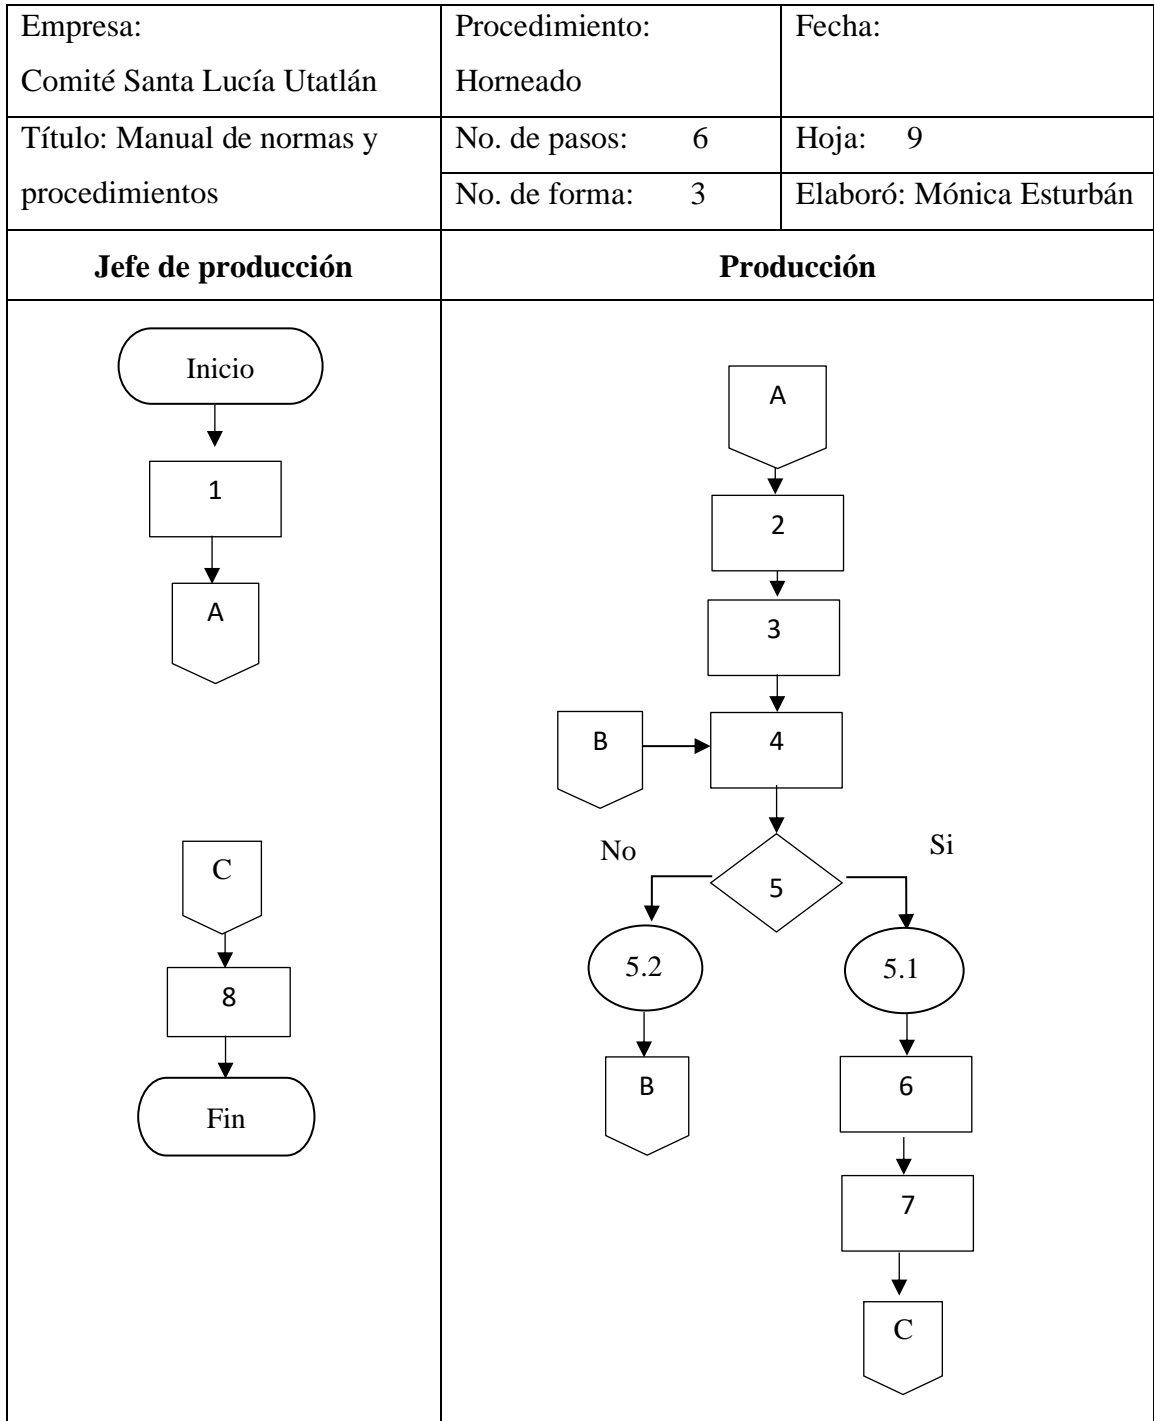 Empresa:
Comité Santa Lucía Utatlán
Procedimiento:
Horneado
Fecha:
Título: Manual de normas y
procedimientos
No. de pasos: 6
Hoja: 9
No. de forma: 3
Elaboró: Mónica Esturbán
Jefe de producción
Producción
Inicio
1
A
C
8
Fin
A
2
3
B
4
No
Si
5
5.2
5.1
B
6
7
C